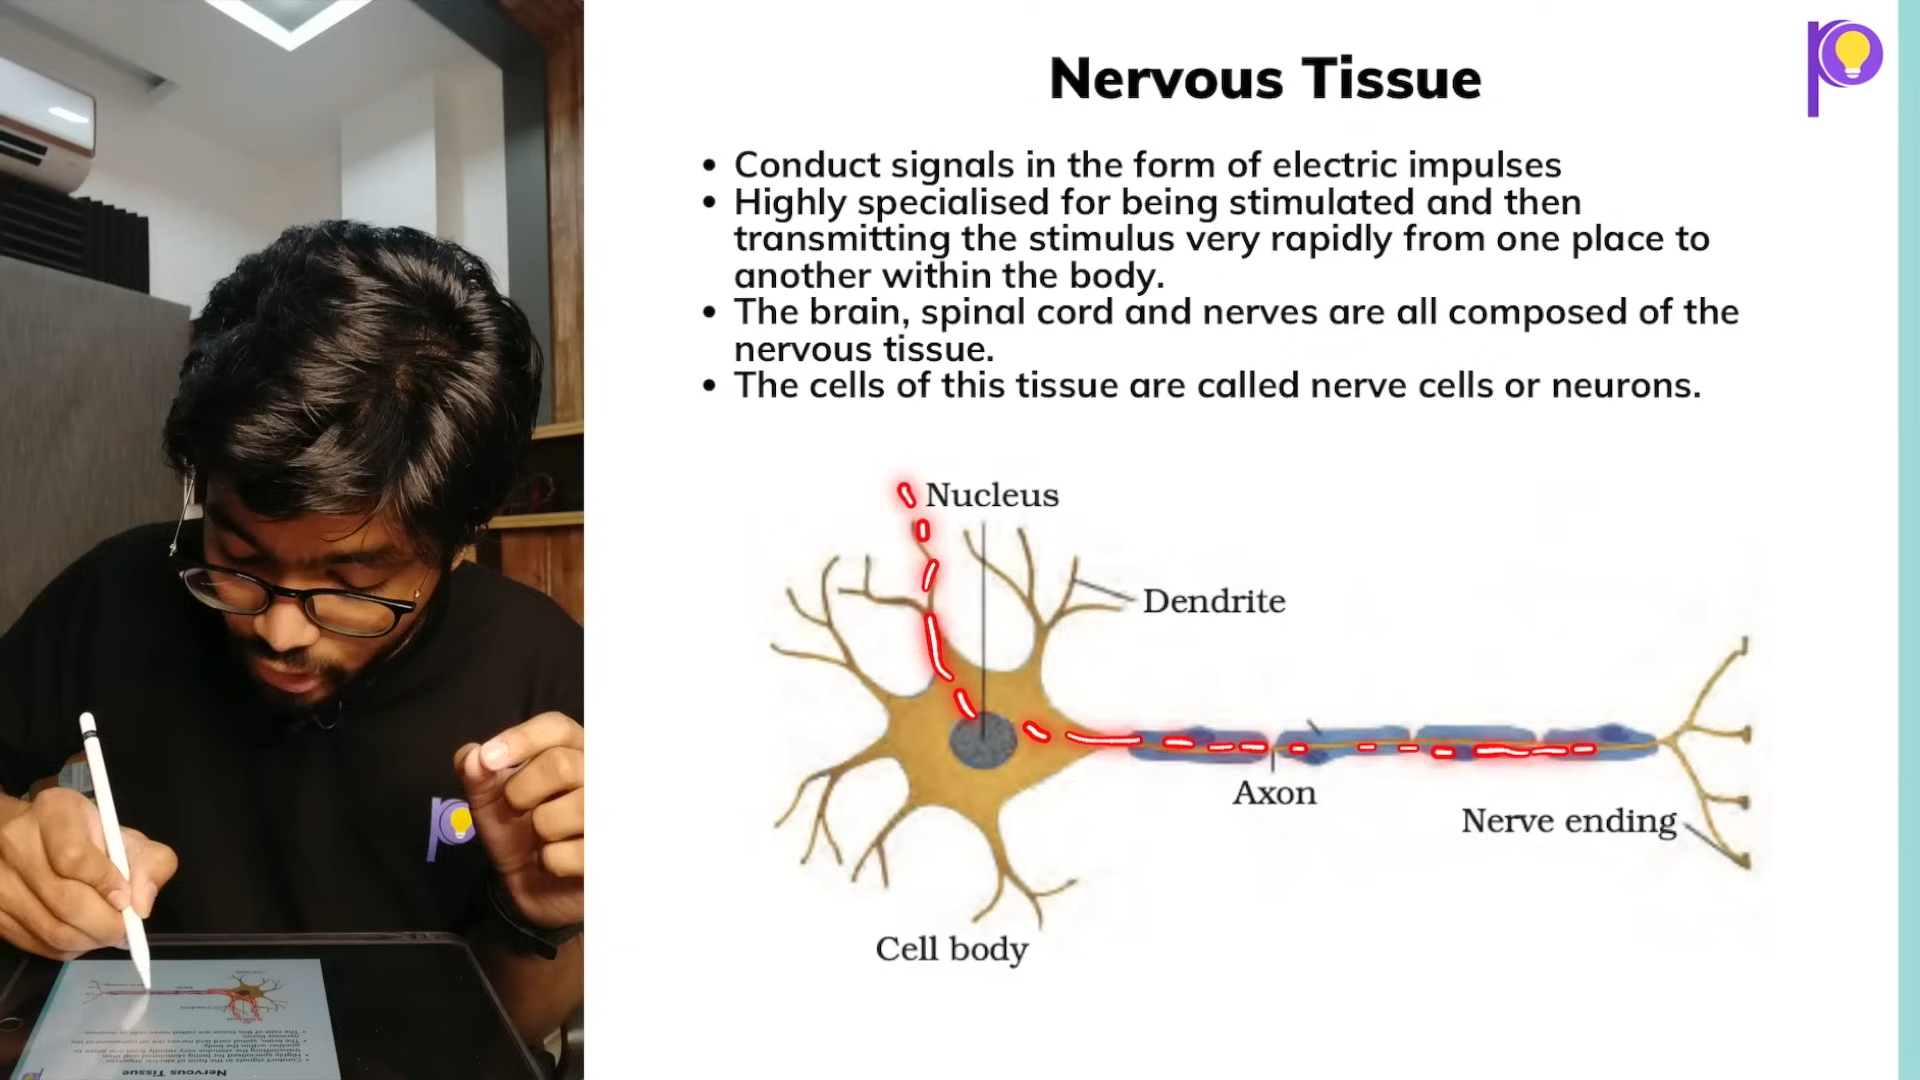 Nervous Tissue
• Conduct signals in the form of electric impulses
• Highly specialised for being stimulated and then
transmitting the stimulus very rapidly from one place to
another within the body.
• The brain, spinal cord and nerves are all composed of the
nervous tissue.
• The cells of this tissue are called nerve cells or neurons.
Nucleus
Dendrite
Axon
Nerve ending
Cell body